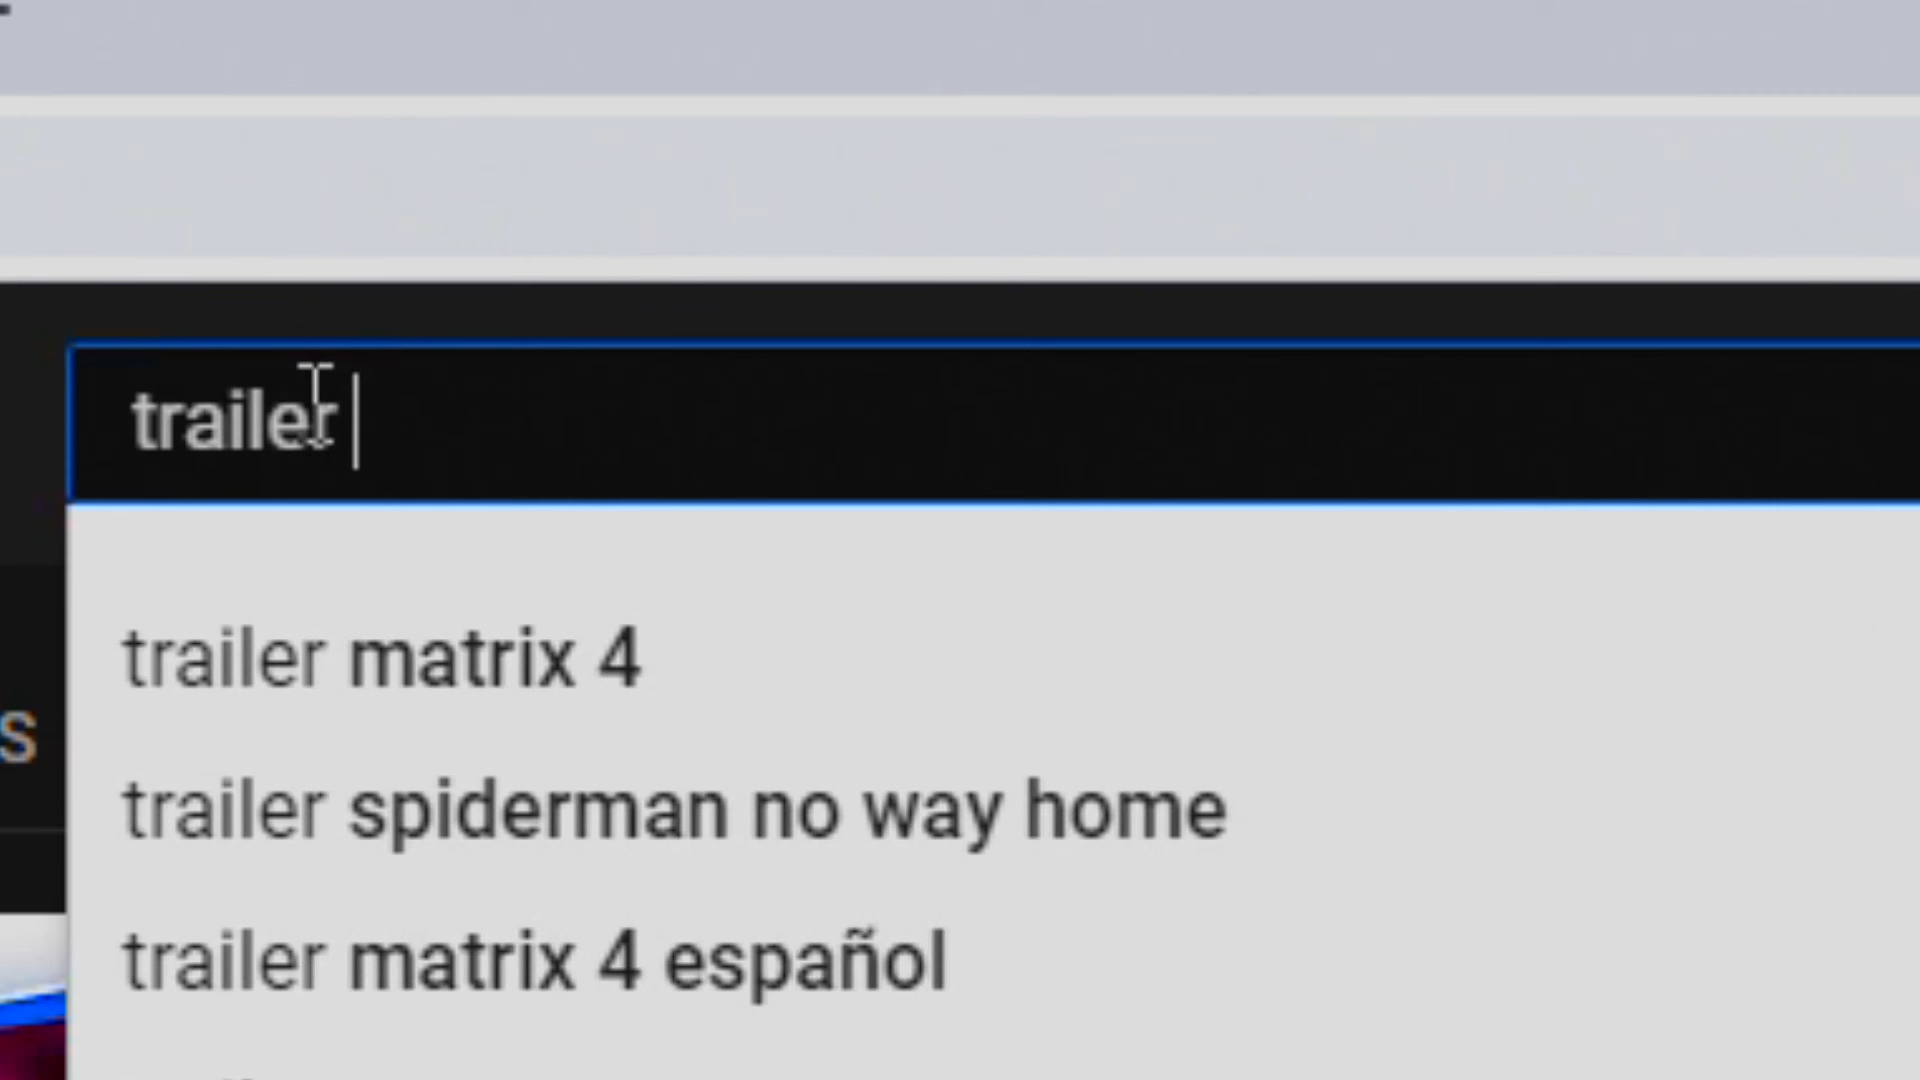 trailer
trailer matrix 4
s
trailer spiderman no way home
trailer matrix 4 español